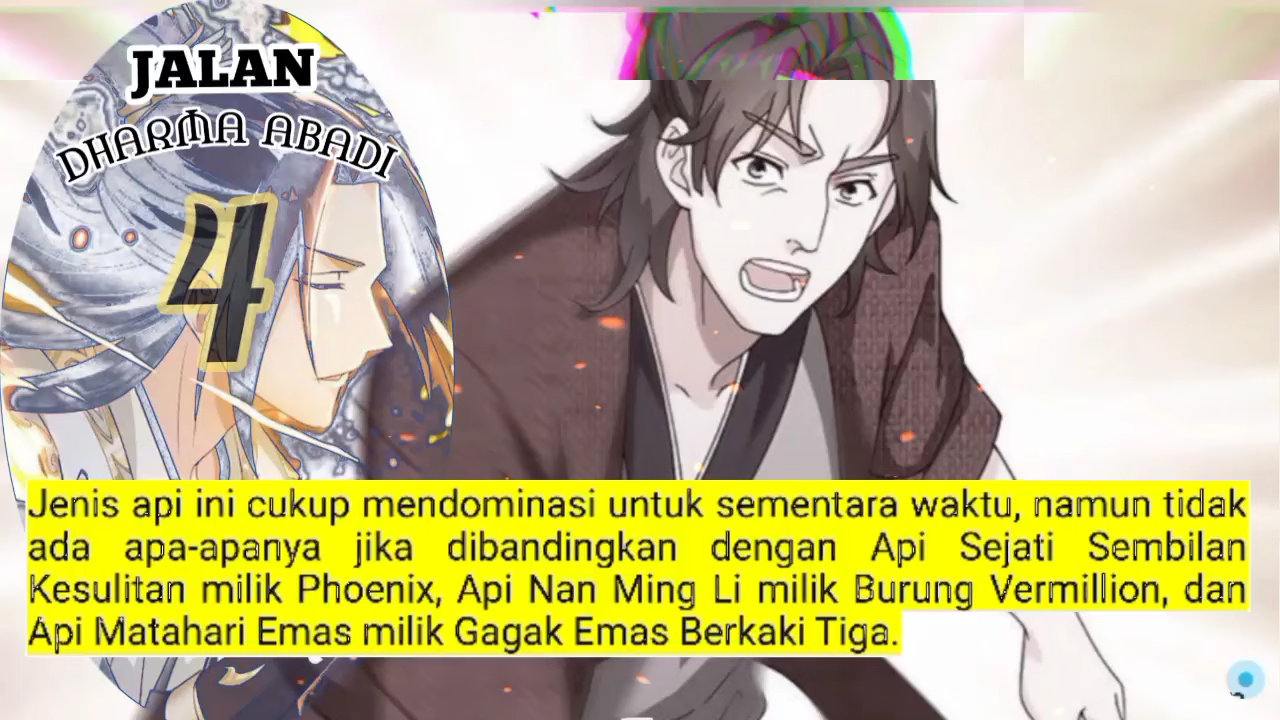 JALAN
DHARMA ABADI
4
Jenis api ini cukup mendominasi untuk sementara waktu, namun tidak
ada apa-apanya jika dibandingkan dengan Api Sejati Sembilan
Kesulitan milik Phoenix, Api Nan Ming Li milik Burung Vermillion, dan
Api Matahari Emas milik Gagak Emas Berkaki Tiga.